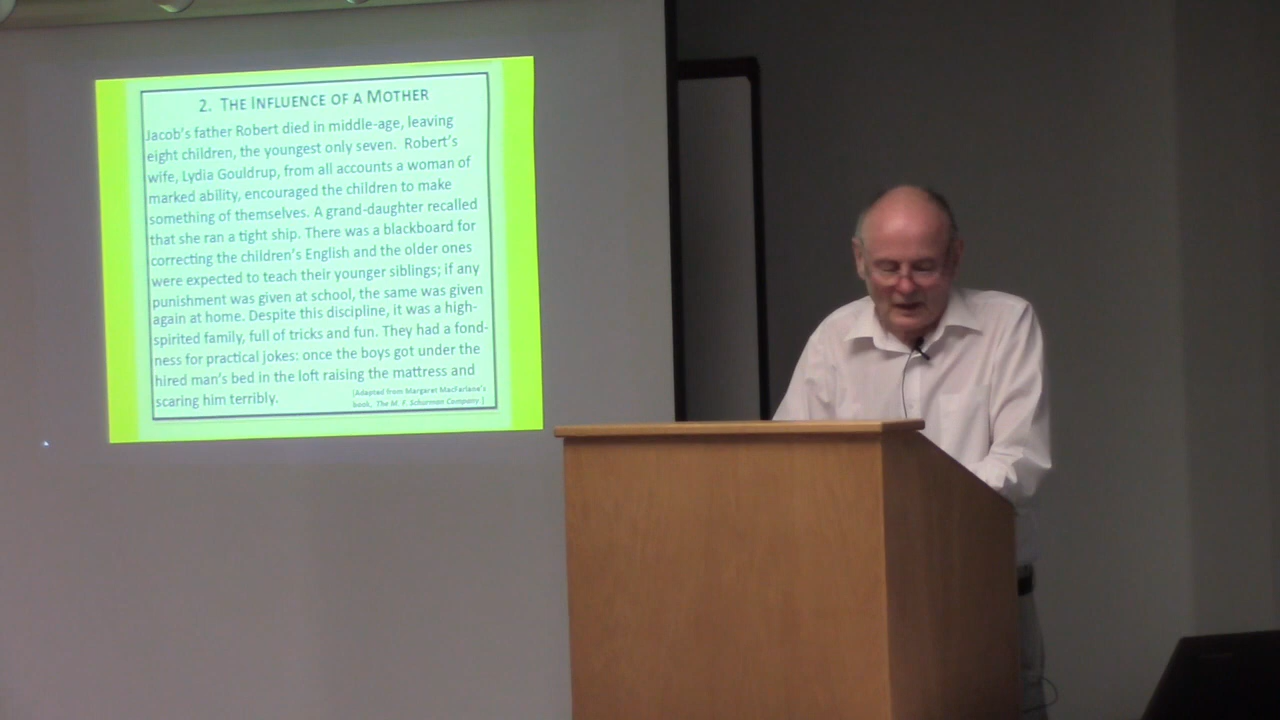 2. THE INFLUENCE OF A MOTHER
Jacob's father Robert died in middle-age, leaving
eight children, the youngest only seven. Robert's
wife, Lydia Gouldrup, from all accounts a woman of
marked ability, encouraged the children to make
something of themselves. A grand-daughter recalled
that she ran a tight ship. There was a blackboard for
correcting the children's English and the older ones
were expected to teach their younger siblings; if any
punishment was given at school, the same was given
again at home. Despite this discipline, it was a high-
spirited family, full of tricks and fun. They had a fond-
ness for practical jokes: once the boys got under the
hired man's bed in the loft raising the mattress and
scaring him terribly.
[Adapted from Margaret MacFarlane's
book, The M. F. Schurman Company ]